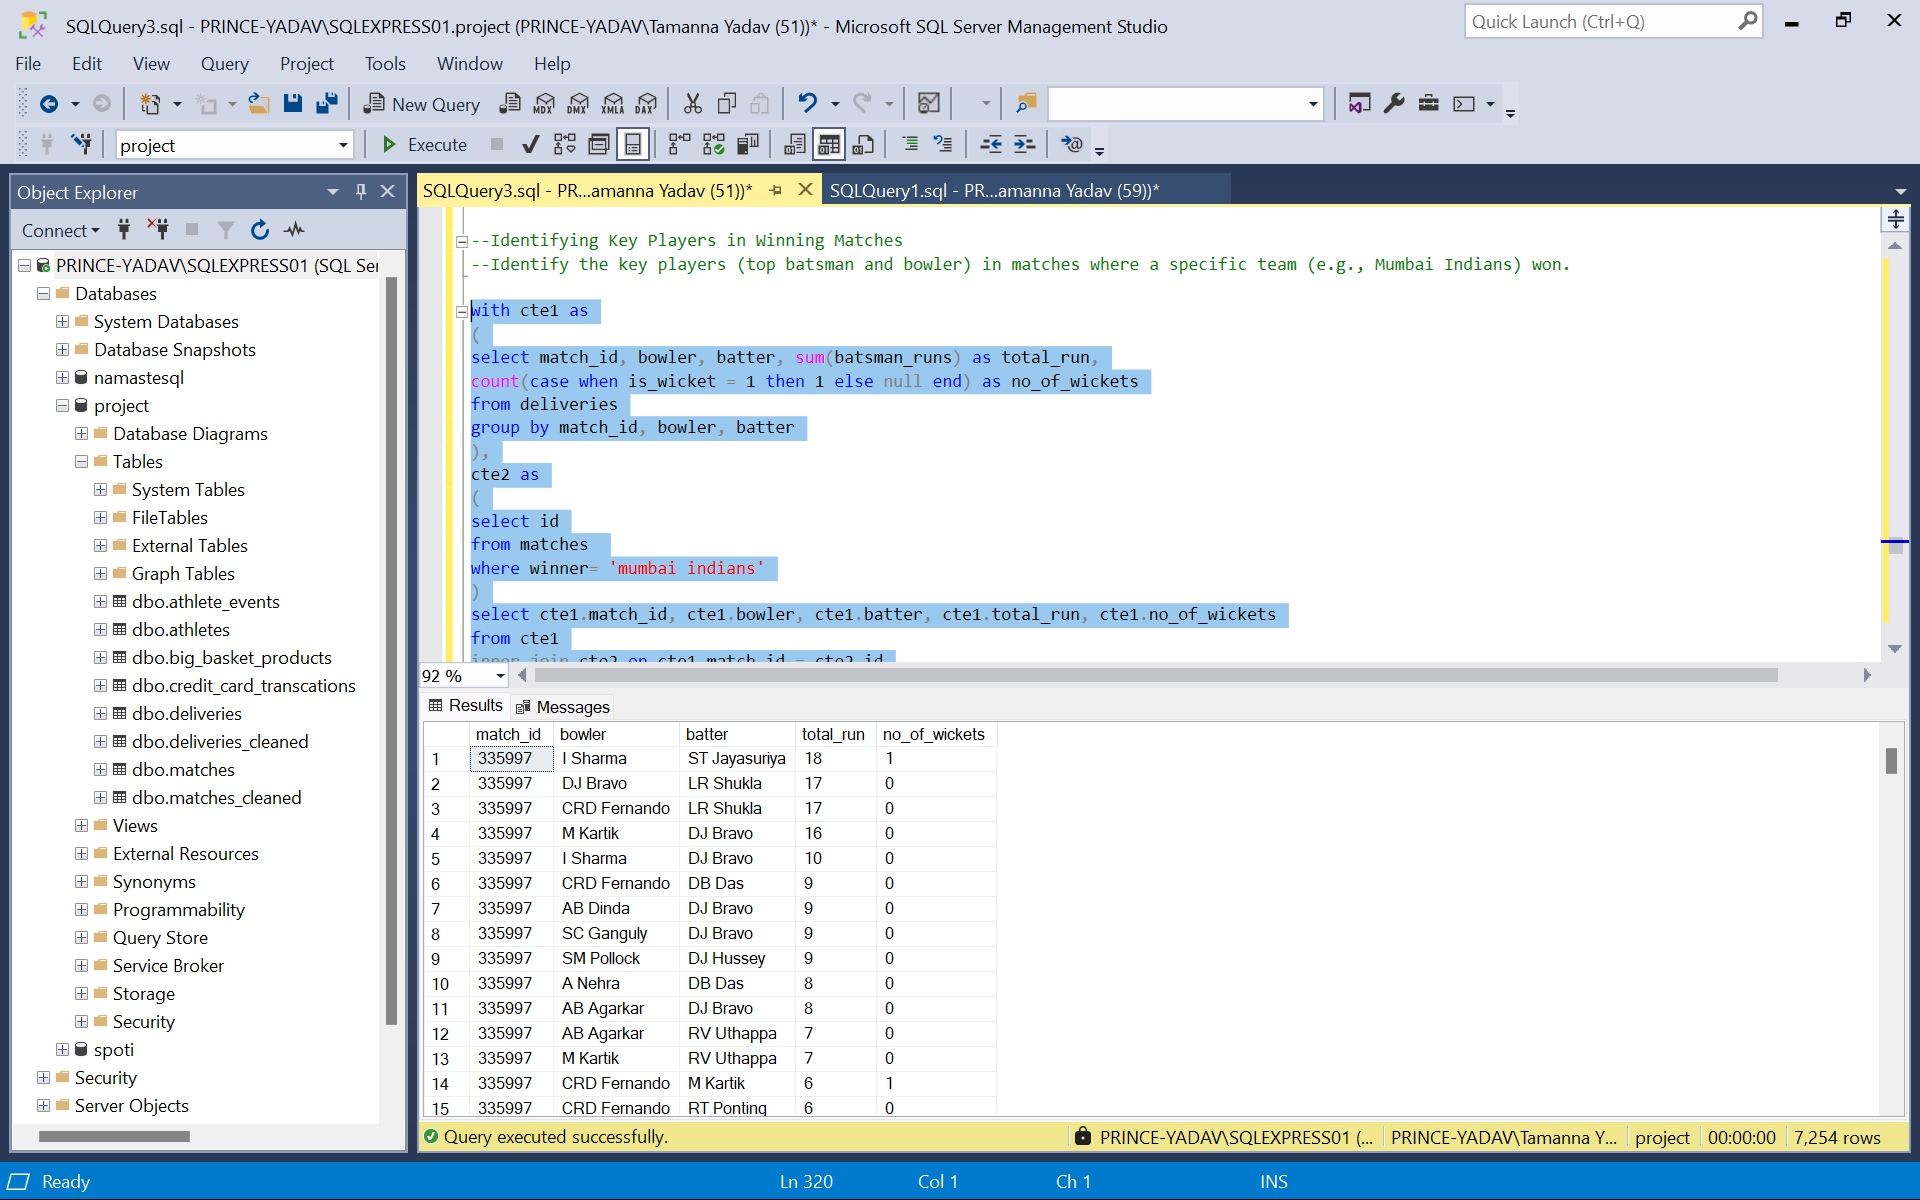 SQLQuery3.sql - PRINCE-YADAV\SQLEXPRESS01.project (PRINCE-YADAV\Tamanna Yadav (51))* - Microsoft SQL Server Management Studio
Quick Launch (Ctrl+Q)
File Edit View Query Project Tools Window Help
New Query MDX DMX XMLA DAX
project Execute
Object Explorer
Connect
PRINCE-YADAV\SQLEXPRESS01 (SQL Ser
Databases
System Databases
Database Snapshots
namastesql
project
Database Diagrams
Tables
System Tables
FileTables
External Tables
Graph Tables
dbo.athlete_events
dbo.athletes
dbo.big_basket_products
dbo.credit_card_transcations
dbo.deliveries
dbo.deliveries_cleaned
dbo.matches
dbo.matches_cleaned
Views
External Resources
Synonyms
Programmability
Query Store
Service Broker
Storage
Security
spoti
Security
Server Objects
SQLQuery3.sql - PR...amanna Yadav (51))* SQLQuery1.sql - PR...amanna Yadav (59))*
--Identifying Key Players in Winning Matches
--Identify the key players (top batsman and bowler) in matches where a specific team (e.g., Mumbai Indians) won.
with cte1 as
(
select match_id, bowler, batter, sum(batsman_runs) as total_run,
count(case when is_wicket = 1 then 1 else null end) as no_of_wickets
from deliveries
group by match_id, bowler, batter
),
cte2 as
(
select id
from matches
where winner= 'mumbai indians'
)
select cte1.match_id, cte1.bowler, cte1.batter, cte1.total_run, cte1.no_of_wickets
from cte1
inner join cte2 on cte1.match_id = cte2.id
92 %
Results Messages
match_id bowler batter total_run no_of_wickets
1 335997 I Sharma ST Jayasuriya 18 1
2 335997 DJ Bravo LR Shukla 17 0
3 335997 CRD Fernando LR Shukla 17 0
4 335997 M Kartik DJ Bravo 16 0
5 335997 I Sharma DJ Bravo 10 0
6 335997 CRD Fernando DB Das 9 0
7 335997 AB Dinda DJ Bravo 9 0
8 335997 SC Ganguly DJ Bravo 9 0
9 335997 SM Pollock DJ Hussey 9 0
10 335997 A Nehra DB Das 8 0
11 335997 AB Agarkar DJ Bravo 8 0
12 335997 AB Agarkar RV Uthappa 7 0
13 335997 M Kartik RV Uthappa 7 0
14 335997 CRD Fernando M Kartik 6 1
15 335997 CRD Fernando RT Ponting 6 0
Query executed successfully. PRINCE-YADAV\SQLEXPRESS01 (... PRINCE-YADAV\Tamanna Y... project 00:00:00 7,254 rows
Ready Ln 320 Col 1 Ch 1 INS